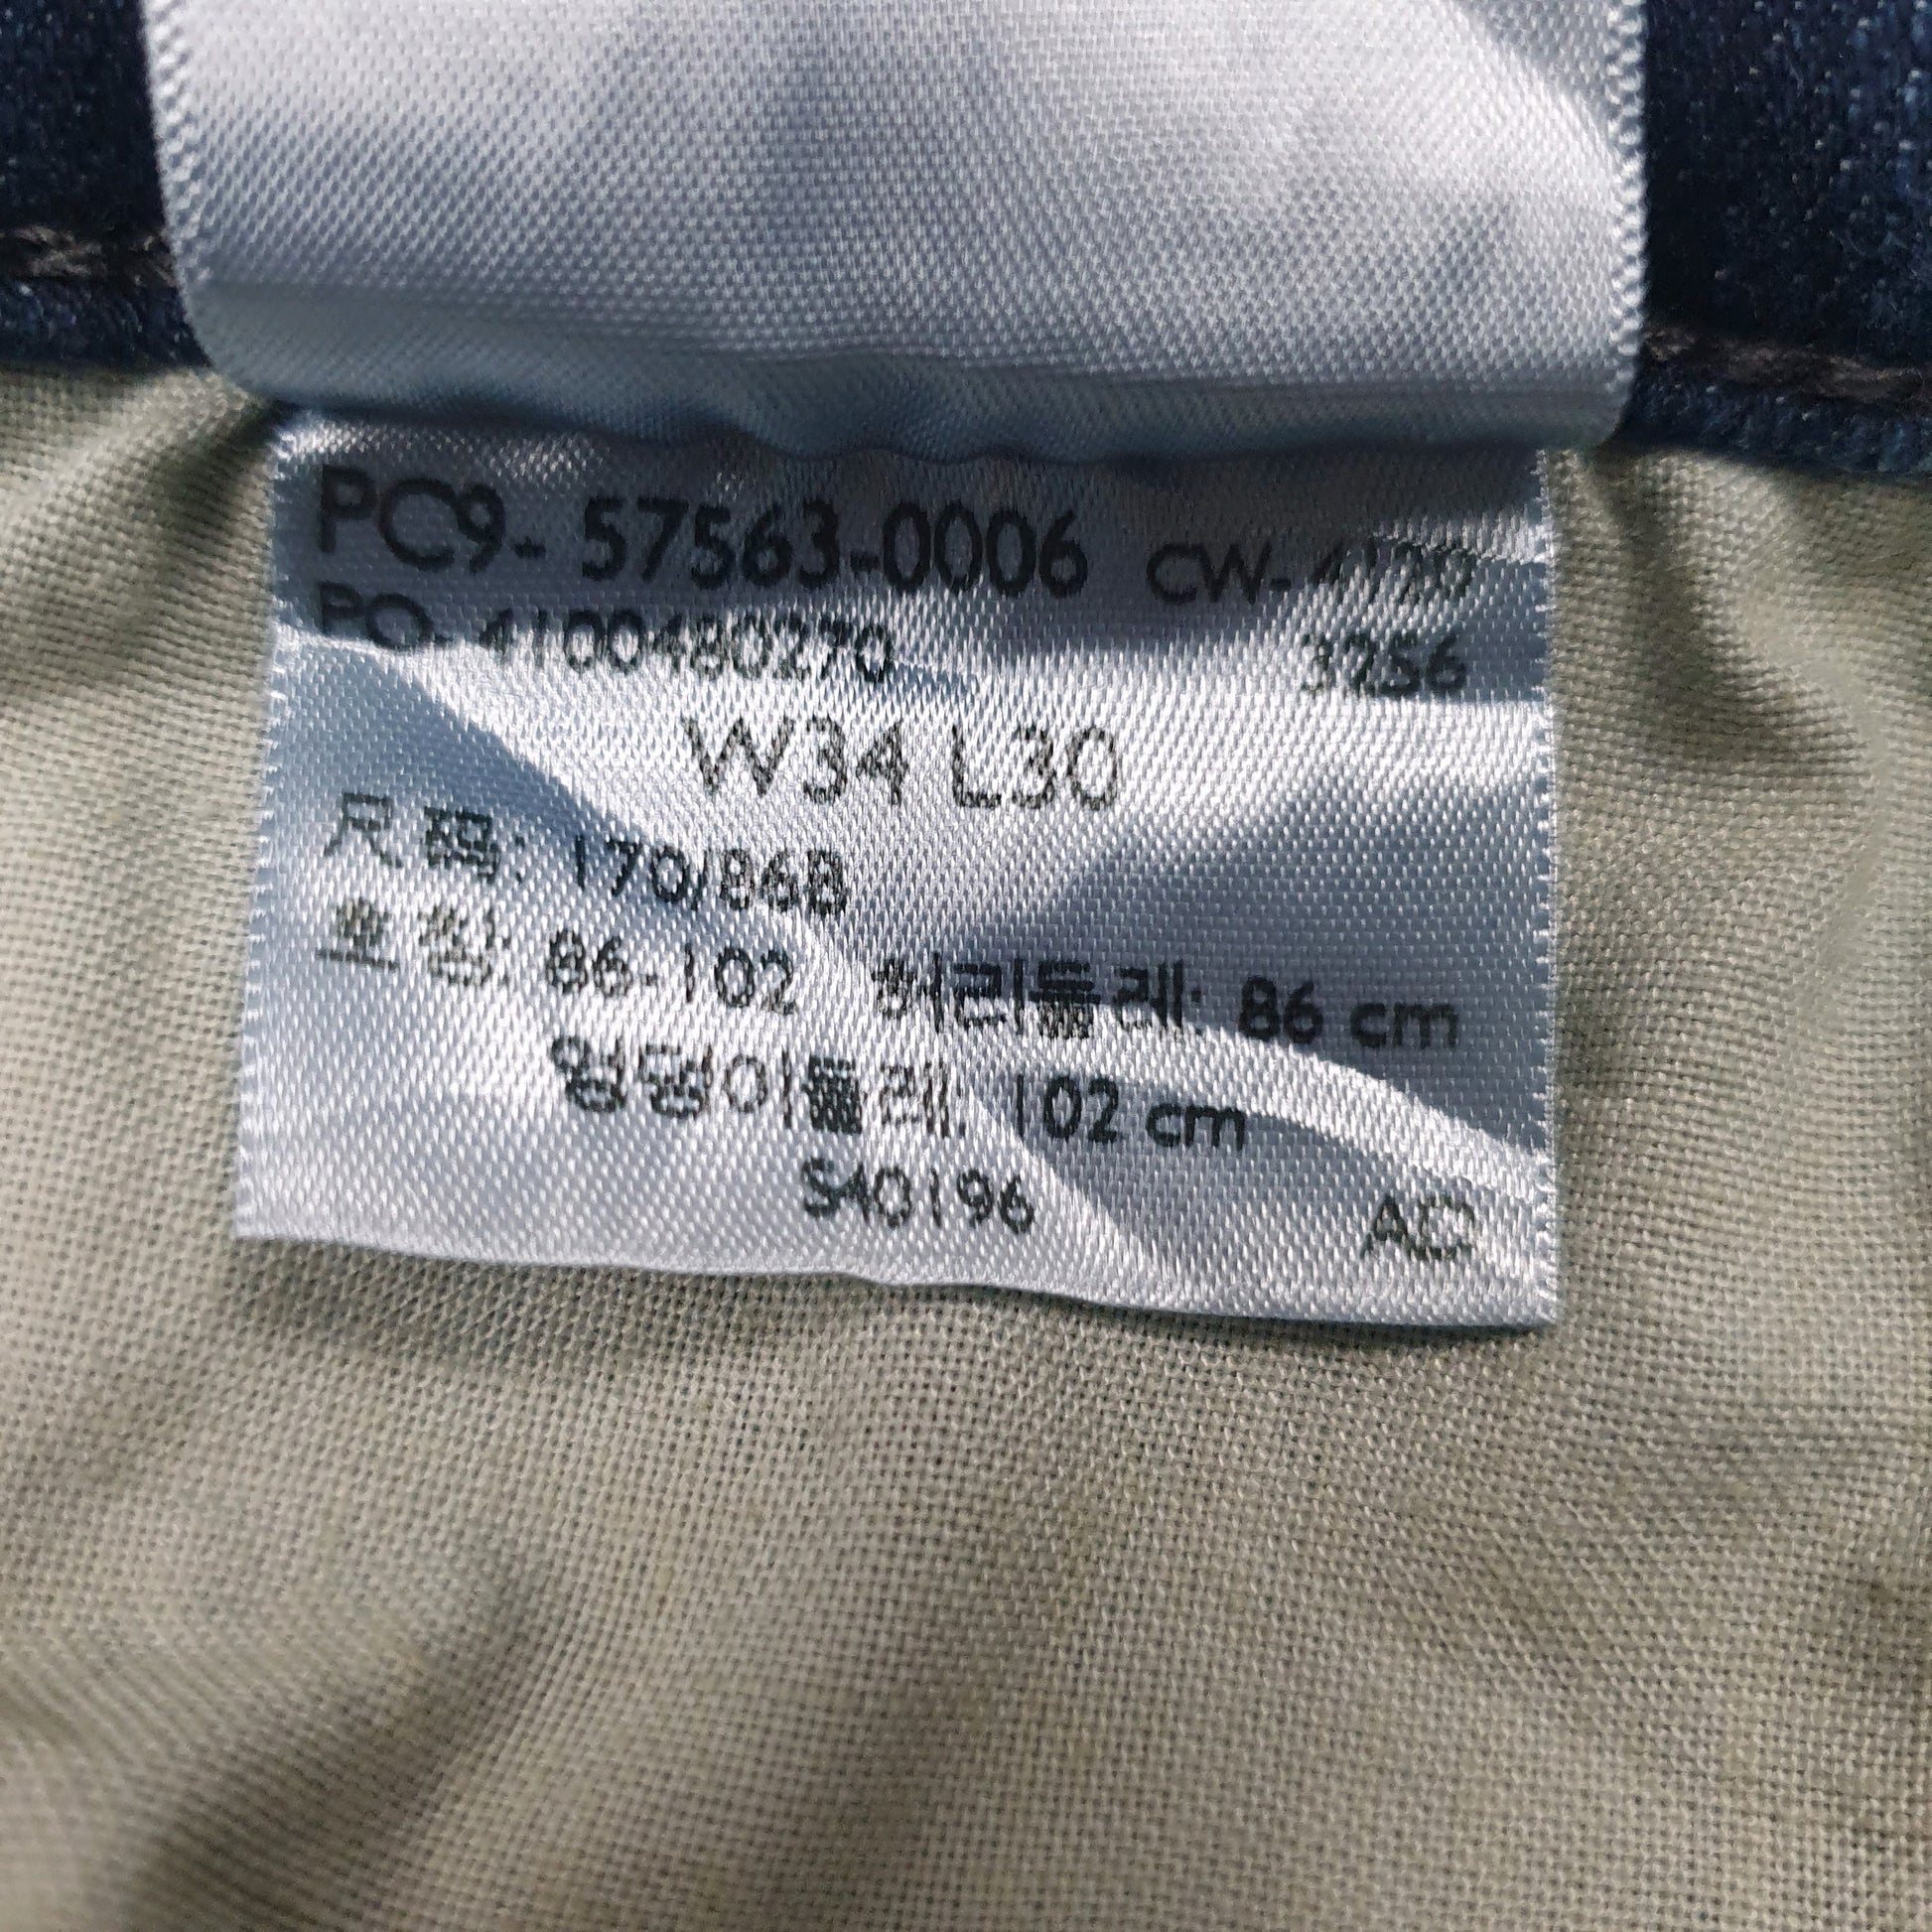 PC9- 57563-0006 CW- 4120
PO- 4100480270 3256
W34 L30
尺码: 170/86B
호칭: 86-102 허리둘레: 86 cm
엉덩이둘레: 102 cm
S40196 AC